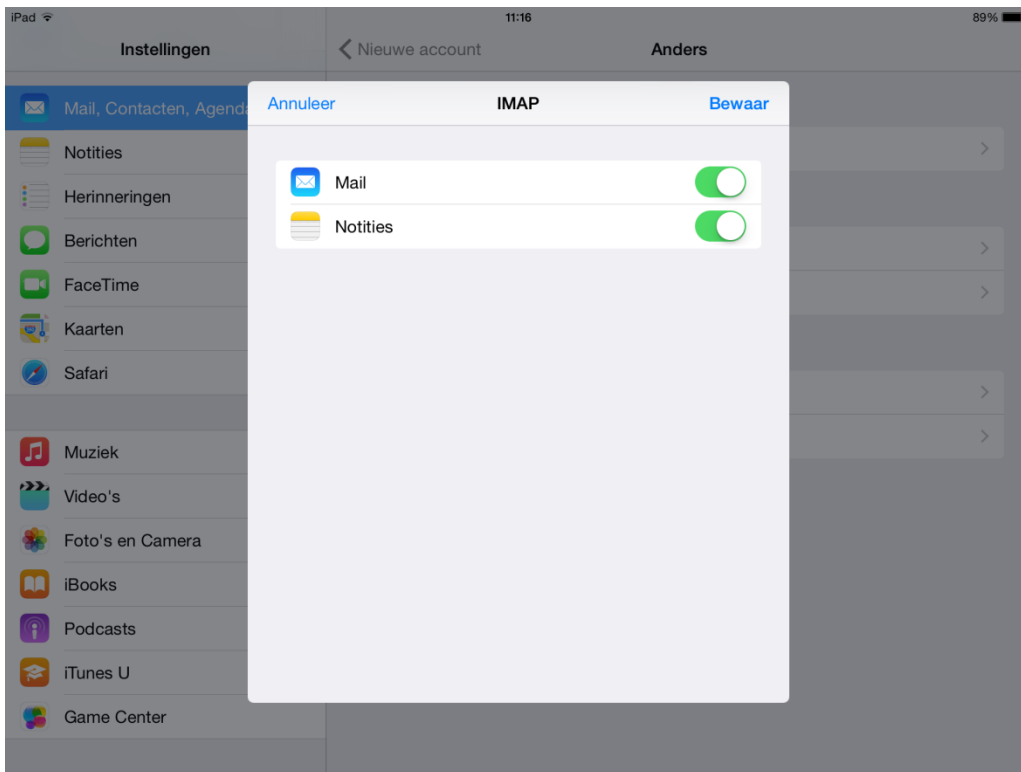 iPad 11:16 89%
Instellingen
Nieuwe account
Anders
Annuleer
IMAP
Bewaar
Mail
Notities
Mail, Contacten, Agenda
Notities
Herinneringen
Berichten
FaceTime
Kaarten
Safari
Muziek
Video's
Foto's en Camera
iBooks
Podcasts
iTunes U
Game Center